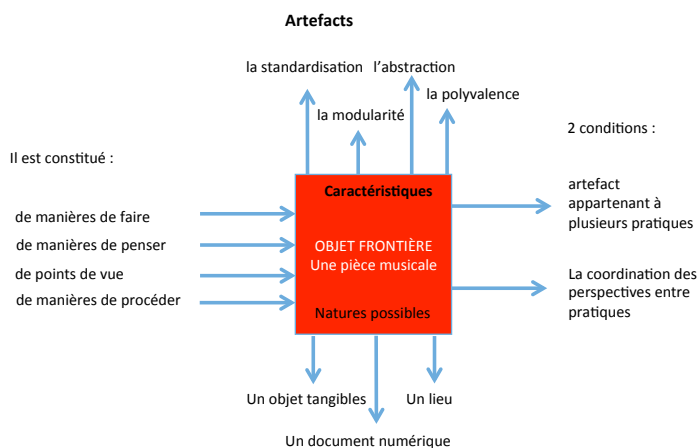 Artefacts
la standardisation
l’abstraction
la polyvalence
la modularité
2 conditions :
Il est constitué :
Caractéristiques
artefact
appartenant à
plusieurs pratiques
de manières de faire
de manières de penser
OBJET FRONTIÈRE
Une pièce musicale
de points de vue
de manières de procéder
La coordination des
perspectives entre
pratiques
Natures possibles
Un objet tangibles
Un lieu
Un document numérique